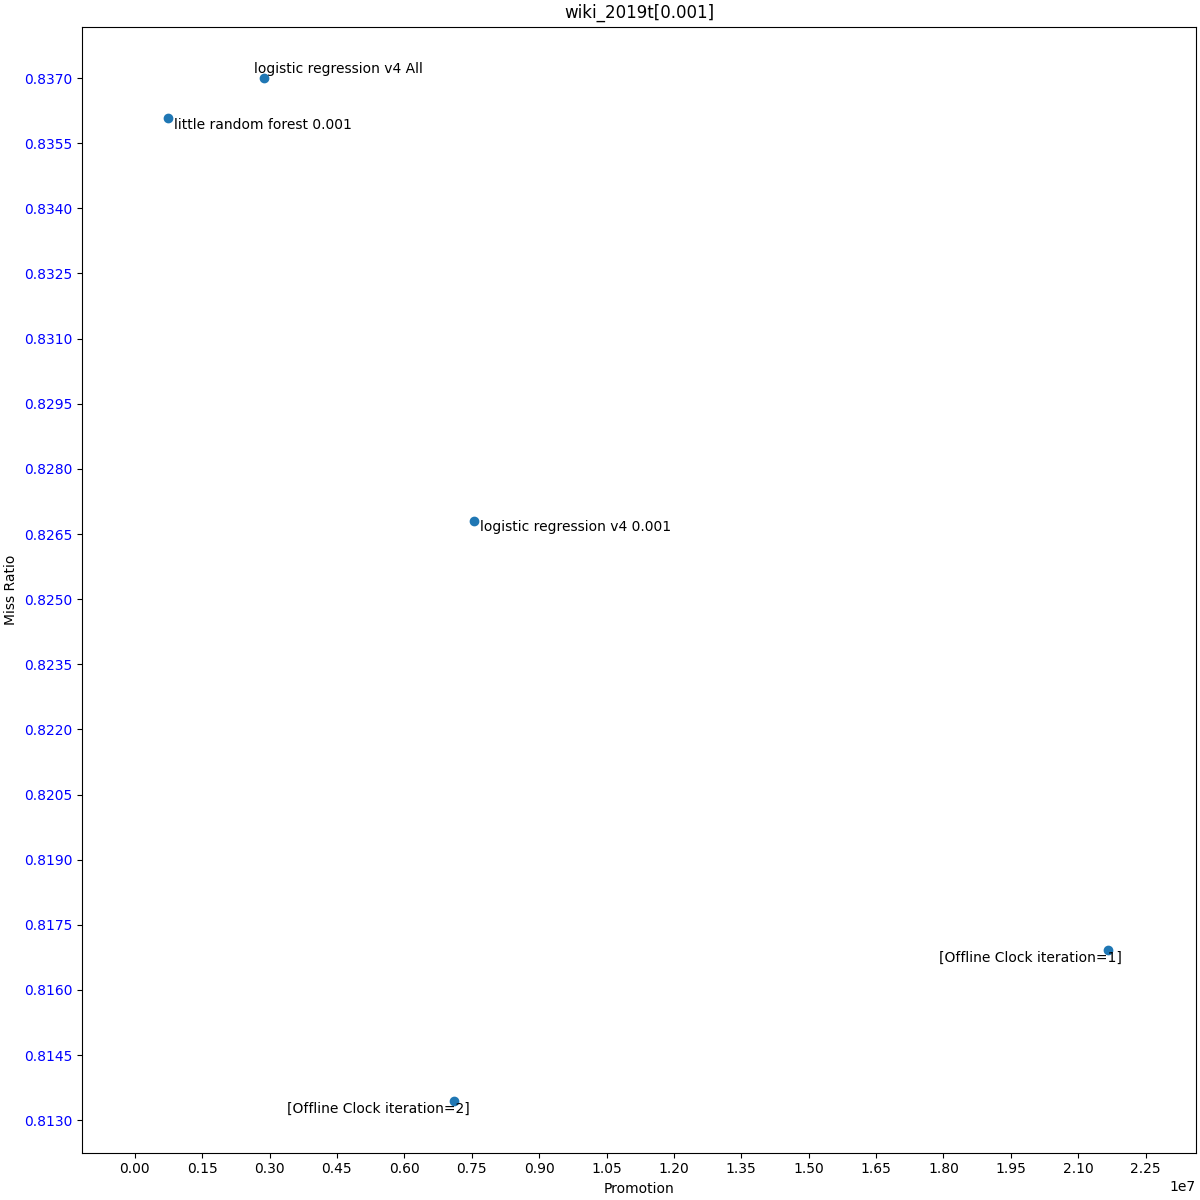 wiki_2019t[0.001]
logistic regression v4 All
little random forest 0.001
logistic regression v4 0.001
[Offline Clock iteration=1]
[Offline Clock iteration=2]
Miss Ratio
0.8370
0.8355
0.8340
0.8325
0.8310
0.8295
0.8280
0.8265
0.8250
0.8235
0.8220
0.8205
0.8190
0.8175
0.8160
0.8145
0.8130
0.00 0.15 0.30 0.45 0.60 0.75 0.90 1.05 1.20 1.35 1.50 1.65 1.80 1.95 2.10 2.25
1e7
Promotion